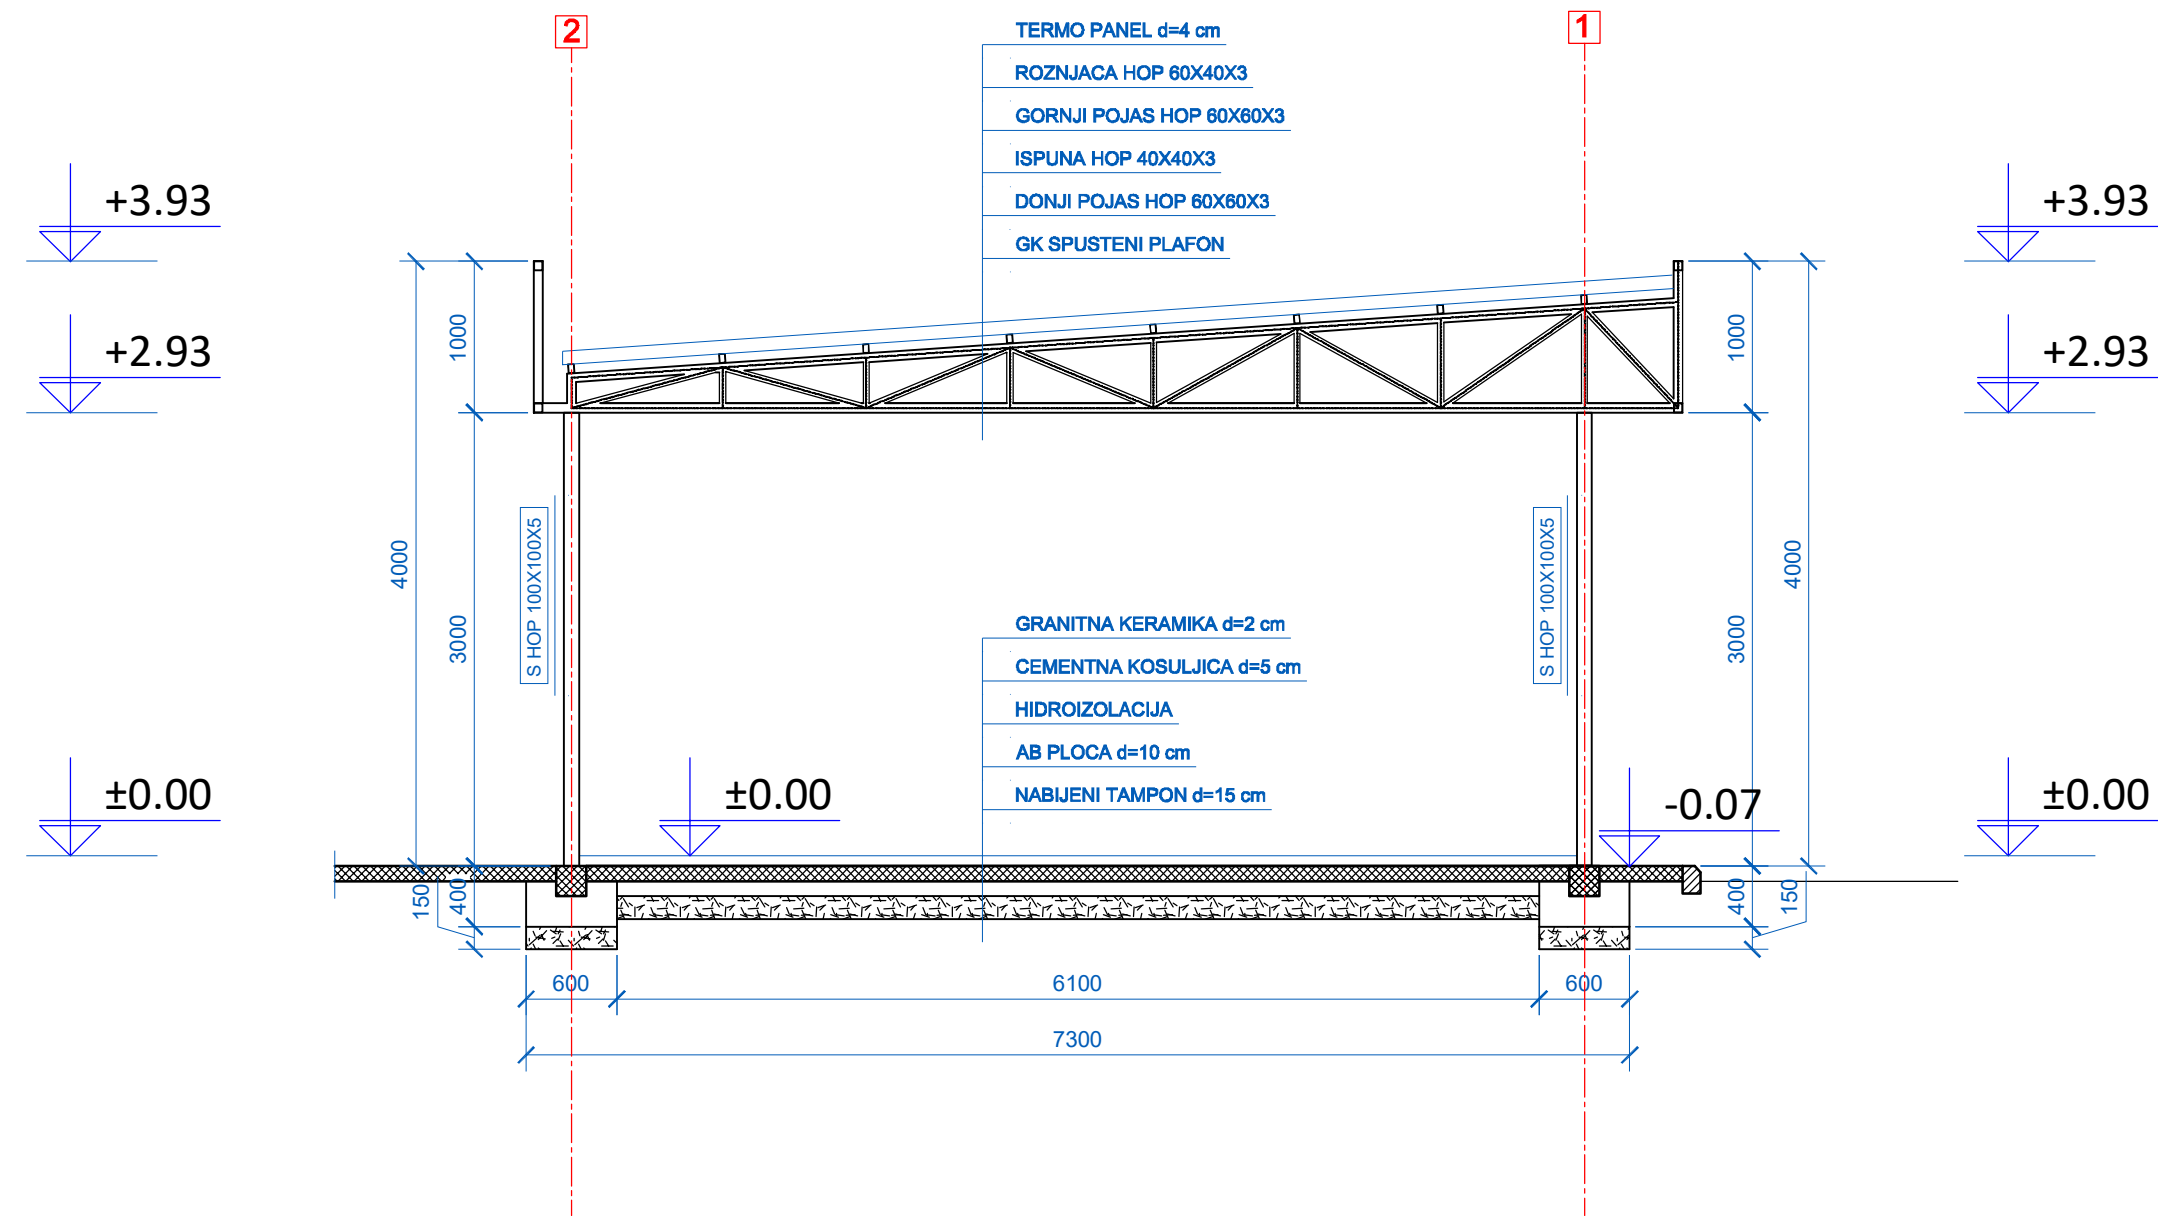 2
1
TERMO PANEL d=4 cm
ROZNJACA HOP 60X40X3
GORNJI POJAS HOP 60X60X3
ISPUNA HOP 40X40X3
DONJI POJAS HOP 60X60X3
GK SPUSTENI PLAFON
+3.93
+3.93
+2.93
+2.93
1000
1000
4000
3000
S HOP 100X100X5
S HOP 100X100X5
3000
4000
GRANITNA KERAMIKA d=2 cm
CEMENTNA KOSULJICA d=5 cm
HIDROIZOLACIJA
AB PLOCA d=10 cm
NABIJENI TAMPON d=15 cm
±0.00
±0.00
-0.07
±0.00
150
400
400
150
600
6100
600
7300